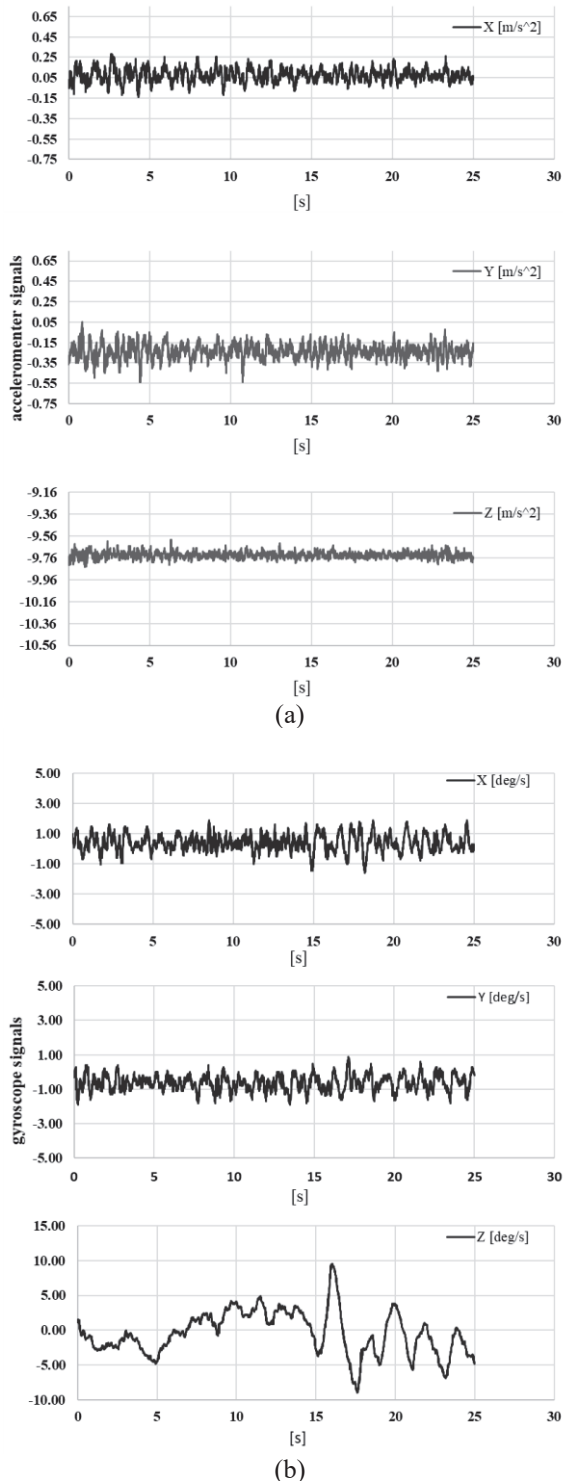 0.65
X [m/s^2]
0.45
0.25
0.05
-0.15
-0.35
-0.55
-0.75
0 5 10 15 20 25 30
[s]
acceleromenter signals
0.65
Y [m/s^2]
0.45
0.25
0.05
-0.15
-0.35
-0.55
-0.75
0 5 10 15 20 25 30
[s]
-9.16
Z [m/s^2]
-9.36
-9.56
-9.76
-9.96
-10.16
-10.36
-10.56
0 5 10 15 20 25 30
[s]
(a)
5.00
X [deg/s]
3.00
1.00
-1.00
-3.00
-5.00
0 5 10 15 20 25 30
[s]
gyroscope signals
5.00
Y [deg/s]
3.00
1.00
-1.00
-3.00
-5.00
0 5 10 15 20 25 30
[s]
15.00
Z [deg/s]
10.00
5.00
0.00
-5.00
-10.00
0 5 10 15 20 25 30
[s]
(b)